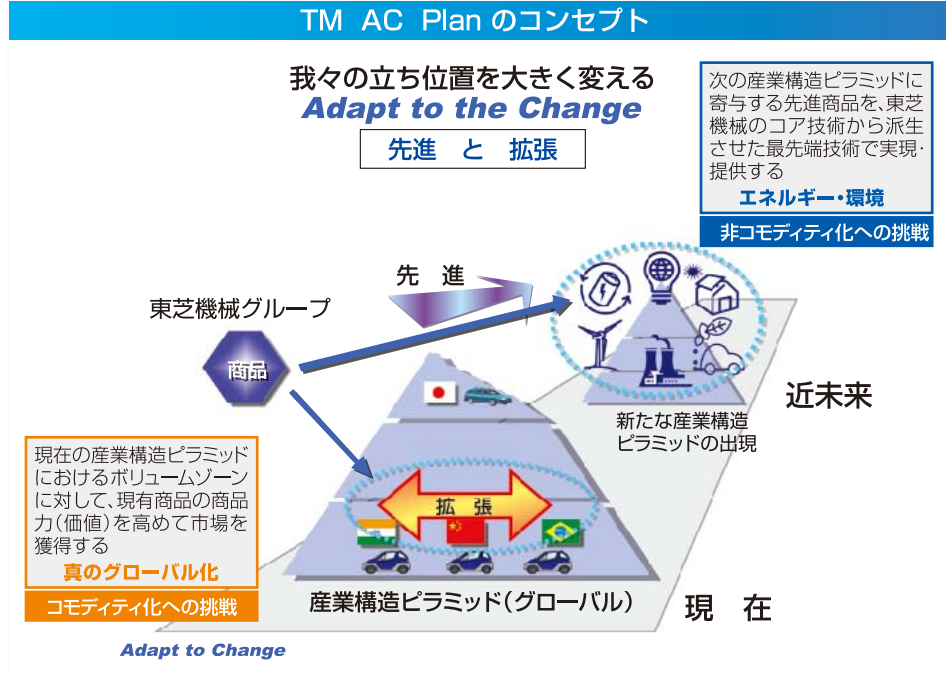 TM AC Plan のコンセプト
我々の立ち位置を大きく変える
Adapt to the Change
先進 と 拡張
次の産業構造ピラミッドに
寄与する先進商品を、東芝
機械のコア技術から派生
させた最先端技術で実現・
提供する
エネルギー・環境
非コモディティ化への挑戦
先 進
東芝機械グループ
商品
近未来
新たな産業構造
ピラミッドの出現
現在の産業構造ピラミッド
におけるボリュームゾーン
に対して、現有商品の商品
力(価値)を高めて市場を
獲得する
真のグローバル化
コモディティ化への挑戦
拡 張
産業構造ピラミッド(グローバル)
現 在
Adapt to Change